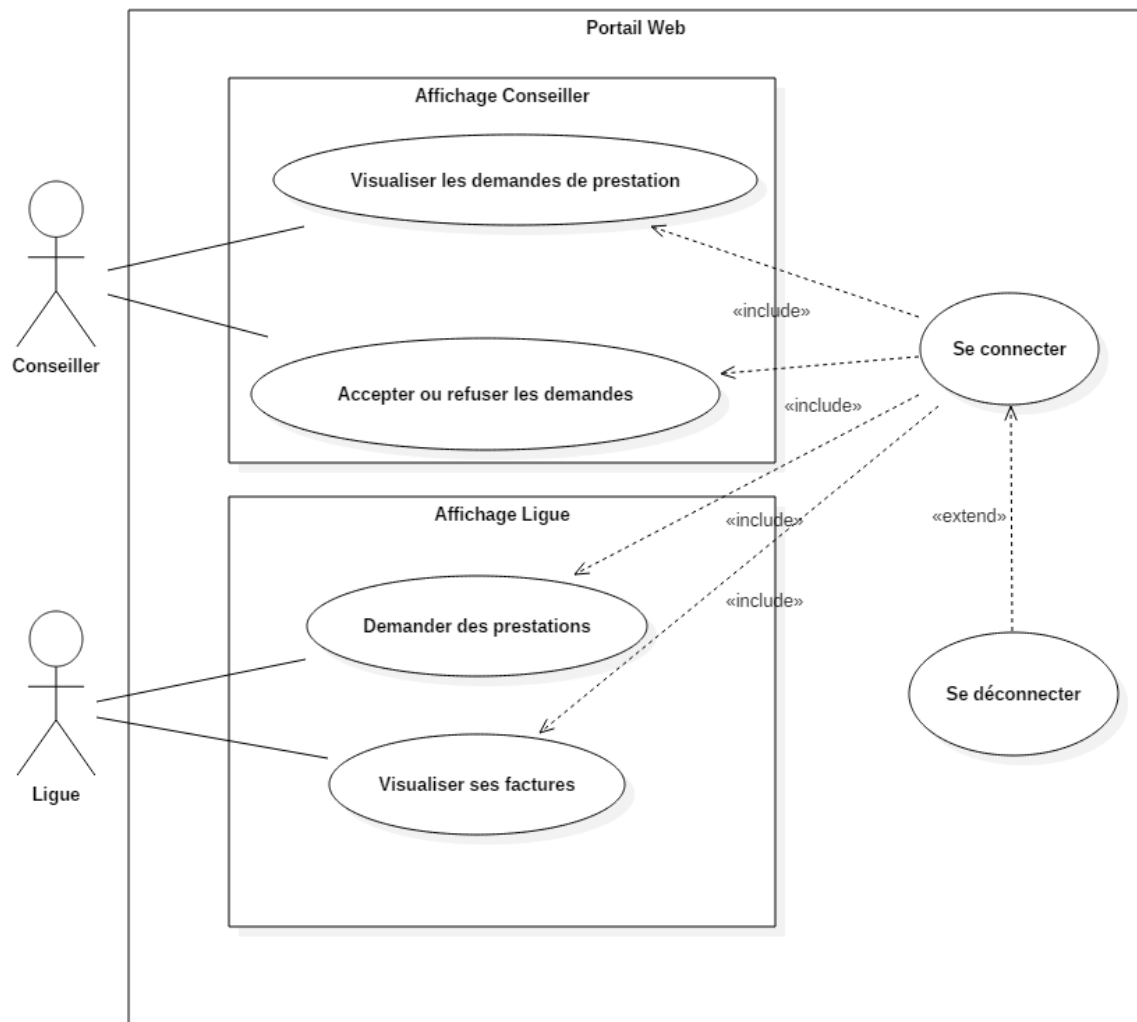 Portail Web
Affichage Conseiller
Visualiser les demandes de prestation
«include»
Se connecter
Conseiller
Accepter ou refuser les demandes
«include»
Affichage Ligue
«include»
«extend»
«include»
Demander des prestations
Se déconnecter
Visualiser ses factures
Ligue